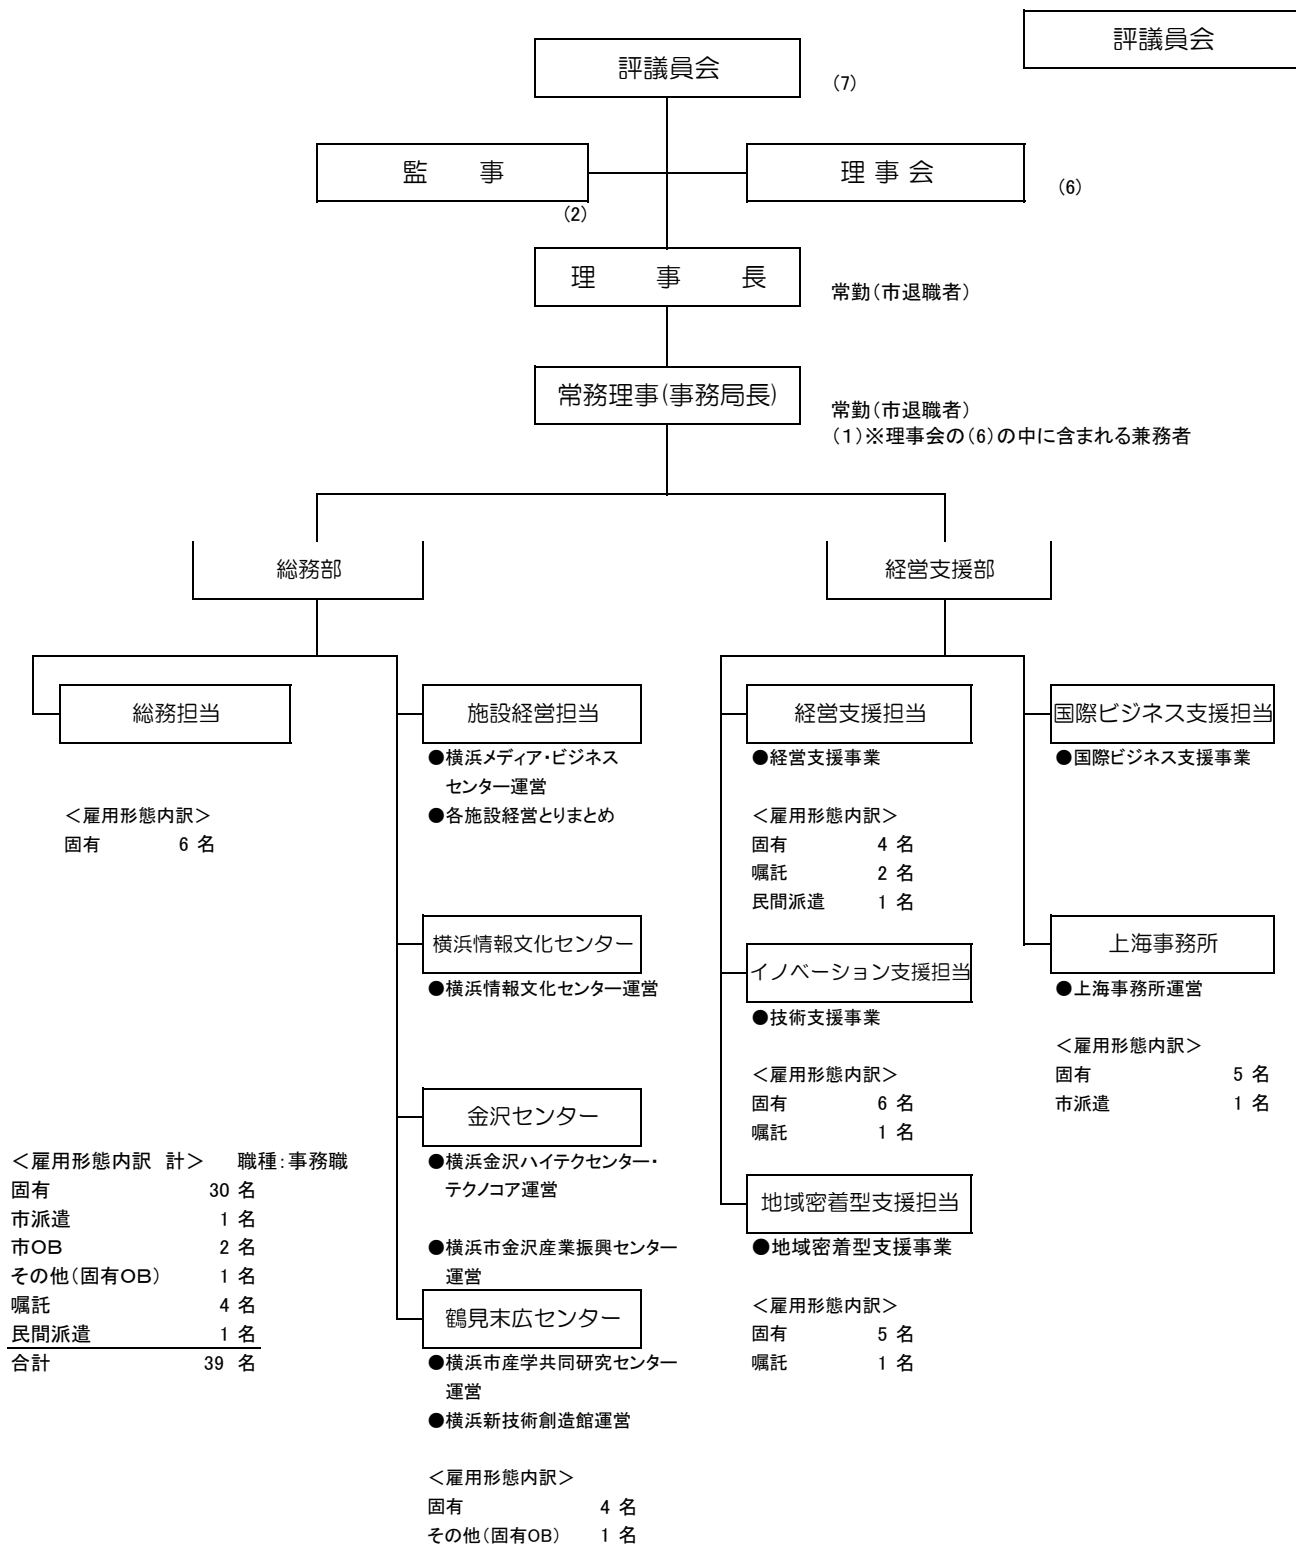 評議員会
評議員会
(7)
監　事
理 事 会
(6)
(2)
理　事　長
常勤(市退職者)
常務理事(事務局長)
常勤(市退職者)
(1)※理事会の(6)の中に含まれる兼務者
総務部
経営支援部
総務担当
＜雇用形態内訳＞
固有 6 名
施設経営担当
●横浜メディア・ビジネス
センター運営
●各施設経営とりまとめ
横浜情報文化センター
●横浜情報文化センター運営
金沢センター
●横浜金沢ハイテクセンター・
テクノコア運営
●横浜市金沢産業振興センター
運営
鶴見末広センター
●横浜市産学共同研究センター
運営
●横浜新技術創造館運営
＜雇用形態内訳＞
固有 4 名
その他(固有OB) 1 名
経営支援担当
●経営支援事業
＜雇用形態内訳＞
固有 4 名
嘱託 2 名
民間派遣 1 名
イノベーション支援担当
●技術支援事業
＜雇用形態内訳＞
固有 6 名
嘱託 1 名
地域密着型支援担当
●地域密着型支援事業
＜雇用形態内訳＞
固有 5 名
嘱託 1 名
国際ビジネス支援担当
●国際ビジネス支援事業
上海事務所
●上海事務所運営
＜雇用形態内訳＞
固有 5 名
市派遣 1 名
＜雇用形態内訳 計＞ 職種:事務職
固有 30 名
市派遣 1 名
市OB 2 名
その他(固有OB) 1 名
嘱託 4 名
民間派遣 1 名
合計 39 名